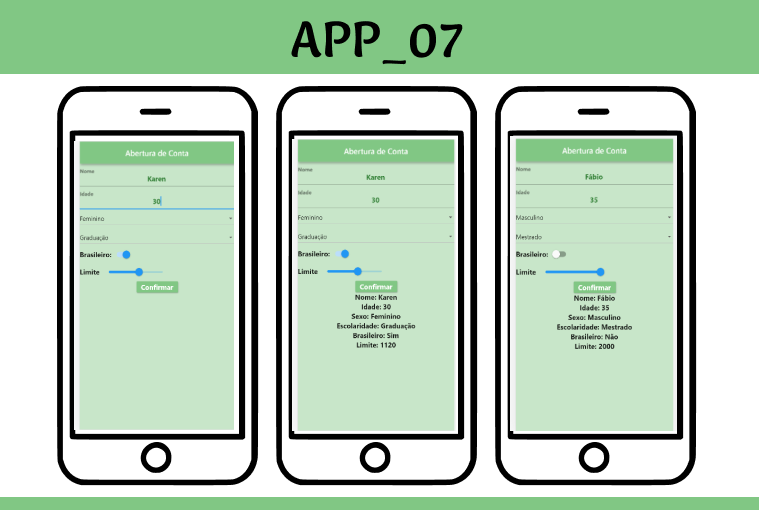 APP_07
Abertura de Conta
Nome
Karen
Idade
30
Feminino
Graduação
Brasileiro:
Limite
Confirmar
Abertura de Conta
Nome
Karen
Idade
30
Feminino
Graduação
Brasileiro:
Limite
Confirmar
Nome: Karen
Idade: 30
Sexo: Feminino
Escolaridade: Graduação
Brasileiro: Sim
Limite: 1120
Abertura de Conta
Nome
Fábio
Idade
35
Masculino
Mestrado
Brasileiro:
Limite
Confirmar
Nome: Fábio
Idade: 35
Sexo: Masculino
Escolaridade: Mestrado
Brasileiro: Não
Limite: 2000